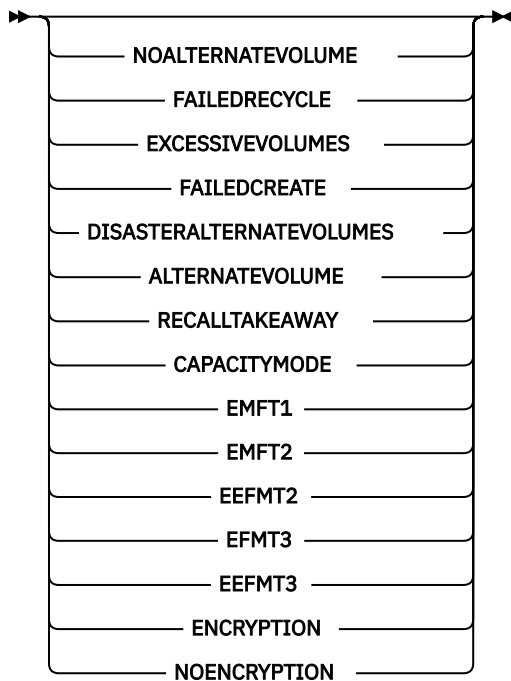 NOALTERNATEVOLUME
FAILEDRECYCLE
EXCESSIVEVOLUMES
FAILEDCREATE
DISASTERALTERNATEVOLUMES
ALTERNATEVOLUME
RECALLTAKEAWAY
CAPACITYMODE
EMFT1
EMFT2
EEFMT2
EFMT3
EEFMT3
ENCRYPTION
NOENCRYPTION